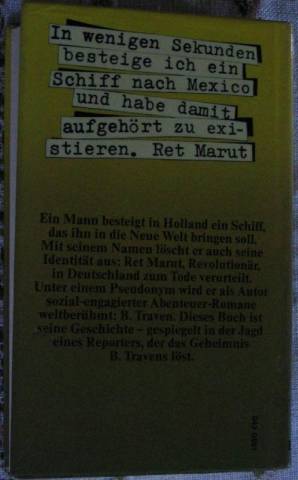 In wenigen Sekunden
besteige ich ein
Schiff nach Mexico
und habe damit
aufgehört zu exi-
stieren. Ret Marut
Ein Mann besteigt in Holland ein Schiff,
das ihn in die Neue Welt bringen soll.
Mit seinem Namen löscht er auch seine
Identität aus: Ret Marut, Revolutionär,
in Deutschland zum Tode verurteilt.
Unter einem Pseudonym wird er als Autor
sozial-engagierter Abenteuer-Romane
weltberühmt: B. Traven. Dieses Buch ist
seine Geschichte – gespiegelt in der Jagd
eines Reporters, der das Geheimnis
B. Travens löst.